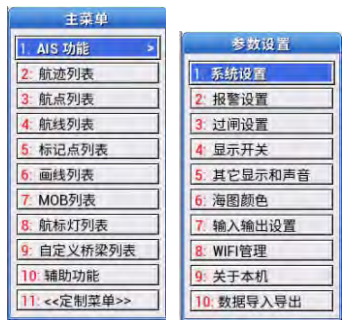 主菜单
1. AIS 功能 >
2: 航迹列表
3: 航点列表
4: 航线列表
5: 标记点列表
6: 画线列表
7: MOB列表
8: 航标灯列表
9: 自定义桥梁列表
10: 辅助功能
11: <<定制菜单>>
参数设置
1. 系统设置
2: 报警设置
3: 过闸设置
4: 显示开关
5: 其它显示和声音
6: 海图颜色
7: 输入输出设置
8: WIFI管理
9: 关于本机
10: 数据导入导出